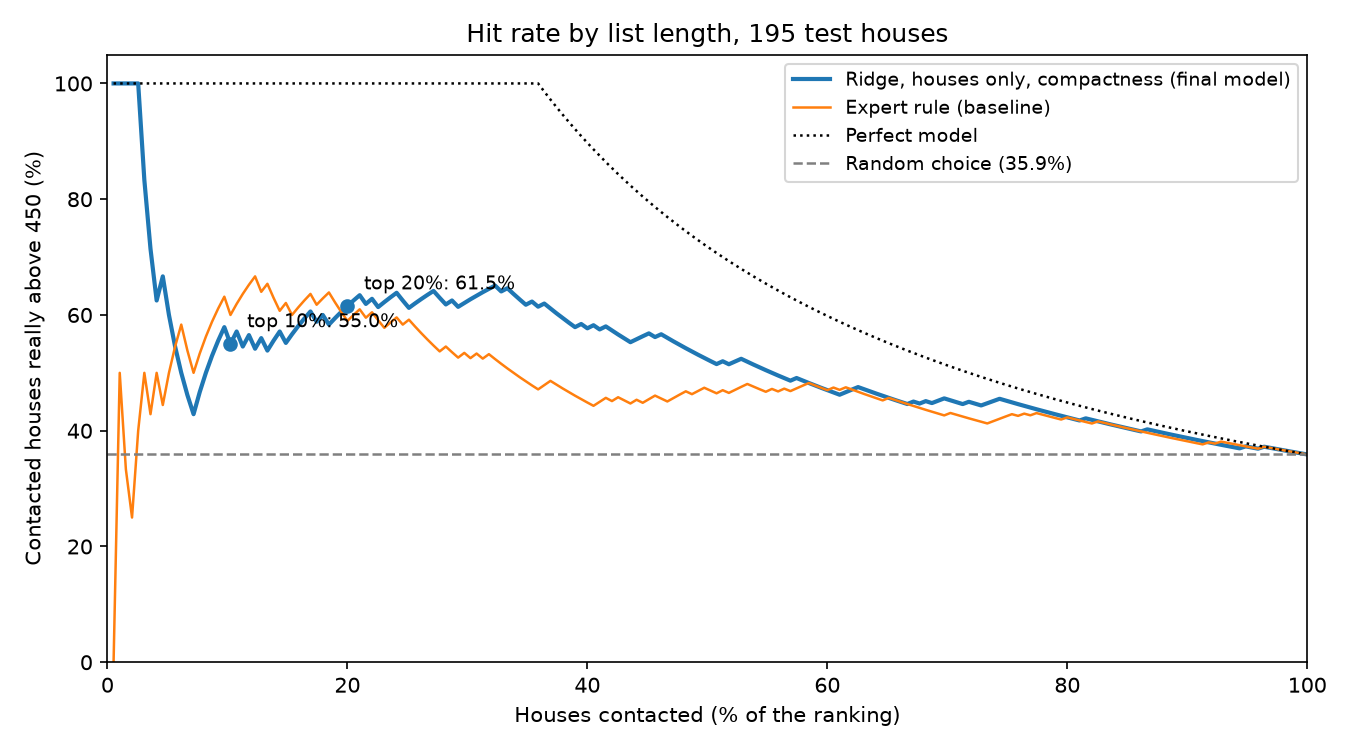 Hit rate by list length, 195 test houses
Contacted houses really above 450 (%)
100
80
60
40
20
0
Ridge, houses only, compactness (final model)
Expert rule (baseline)
Perfect model
Random choice (35.9%)
top 20%: 61.5%
top 10%: 55.0%
0 20 40 60 80 100
Houses contacted (% of the ranking)